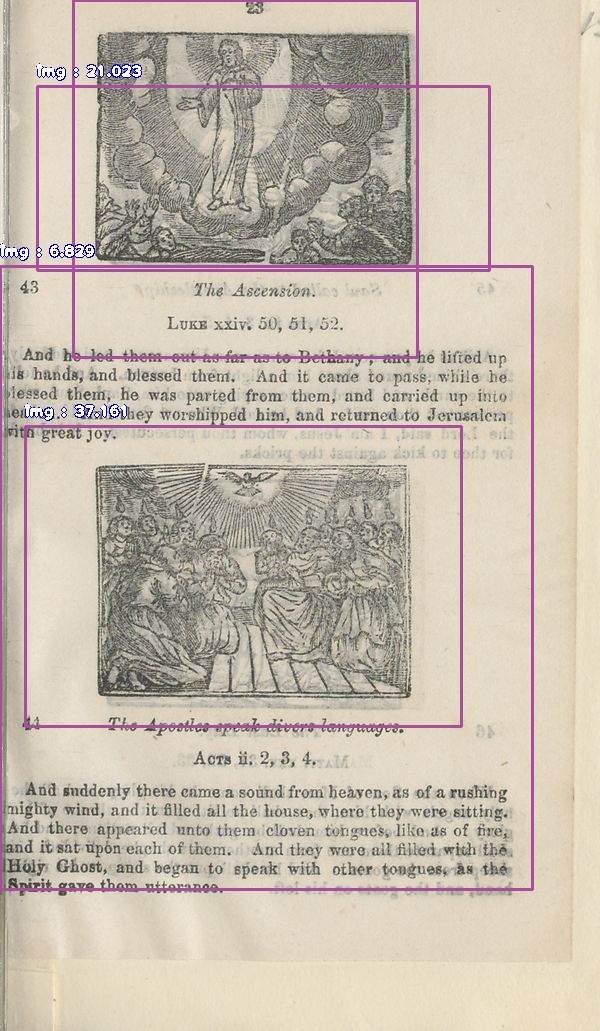 23
img : 21.023
img : 6.829
43
The Ascension.
LUKE xxiv. 50, 51, 52.
And he led them out as far as to Bethany; and he lifted up
his hands, and blessed them. And it came to pass, while he
blessed them, he was parted from them, and carried up into
they worshipped him, and returned to Jerusalem
with great joy.
img : 37.161
44
The Apostles speak divers languages.
ACTS ii. 2, 3, 4.
And suddenly there came a sound from heaven, as of a rushing
mighty wind, and it filled all the house, where they were sitting.
And there appeared unto them cloven tongues, like as of fire,
and it sat upon each of them. And they were all filled with the
Holy Ghost, and began to speak with other tongues, as the
Spirit gave them utterance.